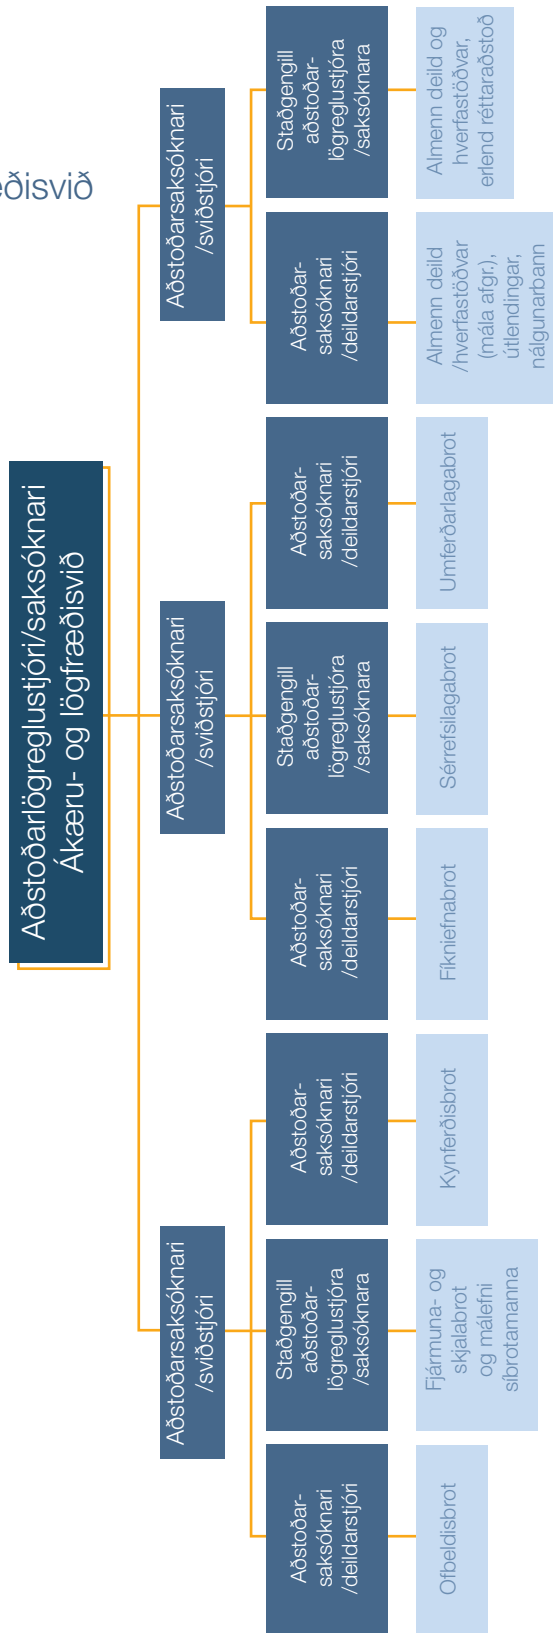 æðisvið
Aðstoðarlögreglustjóri/saksóknari
Ákæru- og lögfræðisvið
Aðstoðarsaksóknari
/sviðstjóri
Aðstoðarsaksóknari
/sviðstjóri
Aðstoðarsaksóknari
/sviðstjóri
Aðstoðar-
saksóknari
/deildarstjóri
Staðgengill
aðstoðar-
lögreglustjóra
/saksóknara
Aðstoðar-
saksóknari
/deildarstjóri
Aðstoðar-
saksóknari
/deildarstjóri
Staðgengill
aðstoðar-
lögreglustjóra
/saksóknara
Aðstoðar-
saksóknari
/deildarstjóri
Aðstoðar-
saksóknari
/deildarstjóri
Staðgengill
aðstoðar-
lögreglustjóra
/saksóknara
Ofbeldisbrot
Fjármuna- og
skjalabrot
og málefni
síbrotamanna
Kynferðisbrot
Fíkniefnabrot
Sérrefsilagabrot
Umferðarlagabrot
Almenn deild
/hverfastöðvar
(mála afgr.),
útlendingar,
nálgunarbann
Almenn deild og
hverfastöðvar,
erlend réttaraðstoð